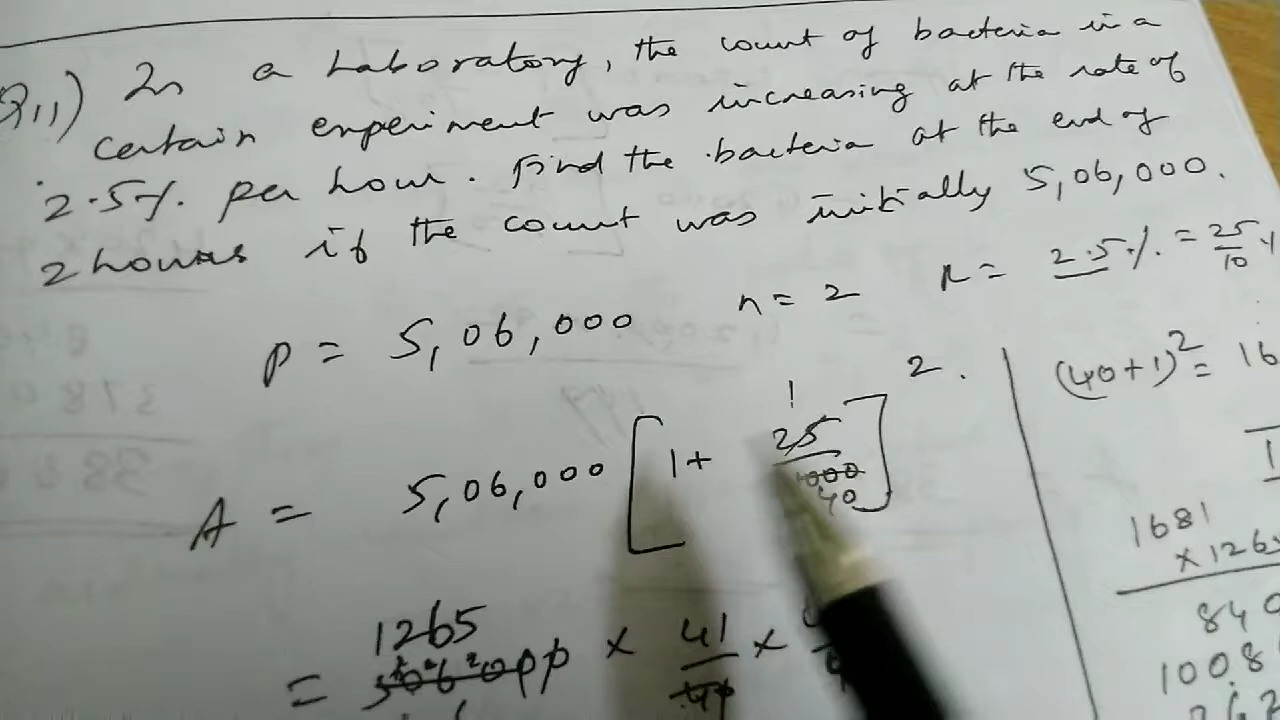 Q11) In a Laboratory, the count of bacteria in a
certain experiment was increasing at the rate of
2.5%. per hour. Find the bacteria at the end of
2 hours if the count was initially 5,06,000.
P = 5,06,000 n = 2 R = 2.5% = 25/10 %
A = 5,06,000 [1 + 25/1000]² 1 40
(40+1)² = 16
1681
×126
840
1008
1265
= 506000 × 41/40 ×